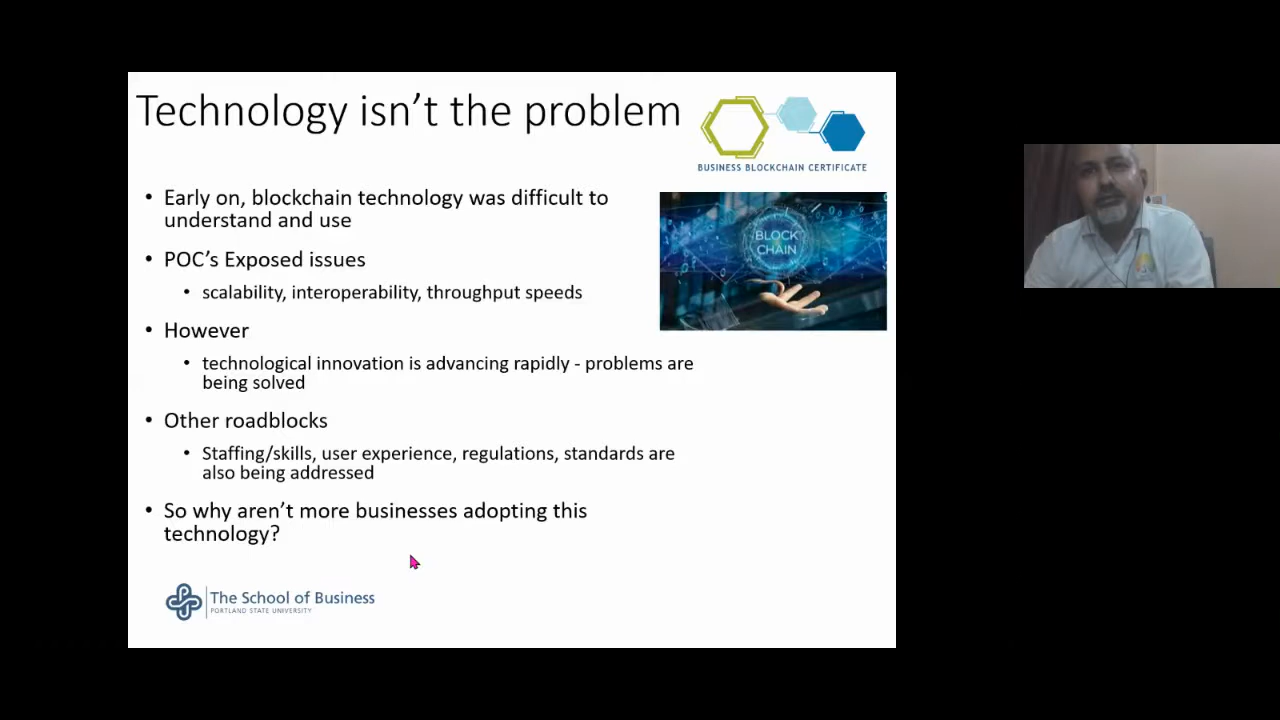 Technology isn't the problem
BUSINESS BLOCKCHAIN CERTIFICATE
• Early on, blockchain technology was difficult to
understand and use
• POC's Exposed issues
• scalability, interoperability, throughput speeds
• However
• technological innovation is advancing rapidly - problems are
being solved
• Other roadblocks
• Staffing/skills, user experience, regulations, standards are
also being addressed
• So why aren't more businesses adopting this
technology?
BLOCK
CHAIN
The School of Business
PORTLAND STATE UNIVERSITY